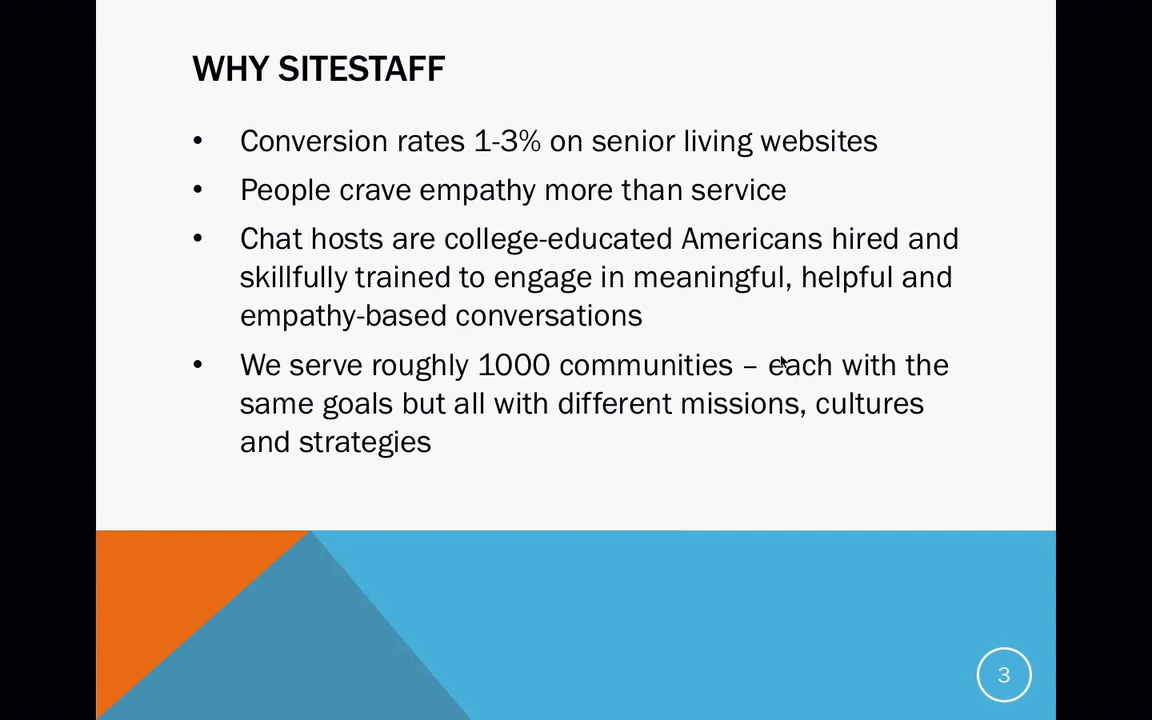 WHY SITESTAFF
• Conversion rates 1-3% on senior living websites
• People crave empathy more than service
• Chat hosts are college-educated Americans hired and
skillfully trained to engage in meaningful, helpful and
empathy-based conversations
• We serve roughly 1000 communities – each with the
same goals but all with different missions, cultures
and strategies
3